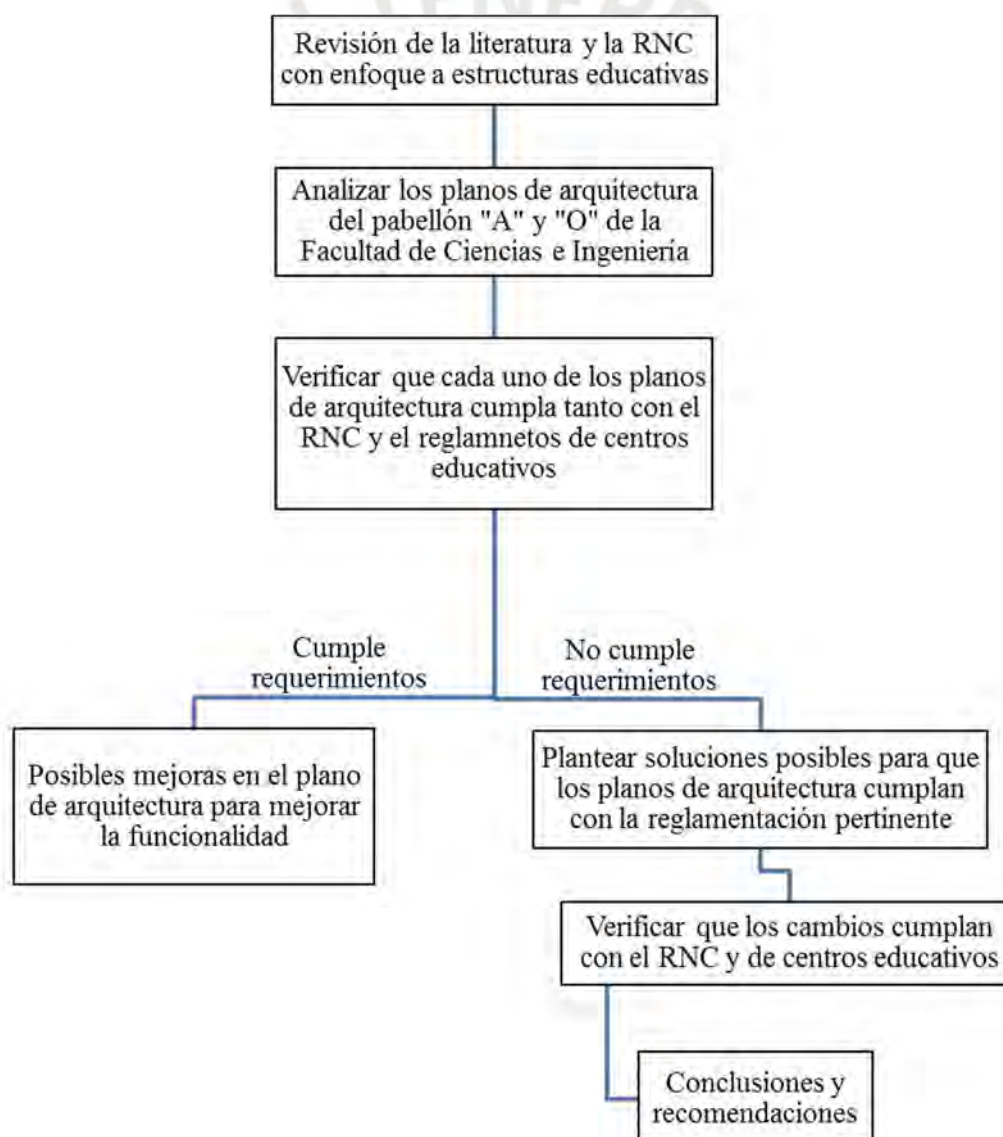 Revisión de la literatura y la RNC
con enfoque a estructuras educativas
Analizar los planos de arquitectura
del pabellón "A" y "O" de la
Facultad de Ciencias e Ingeniería
Verificar que cada uno de los planos
de arquitectura cumpla tanto con el
RNC y el reglamnetos de centros
educativos
Cumple
requerimientos
No cumple
requerimientos
Posibles mejoras en el plano
de arquitectura para mejorar
la funcionalidad
Plantear soluciones posibles para que
los planos de arquitectura cumplan
con la reglamentación pertinente
Verificar que los cambios cumplan
con el RNC y de centros educativos
Conclusiones y
recomendaciones